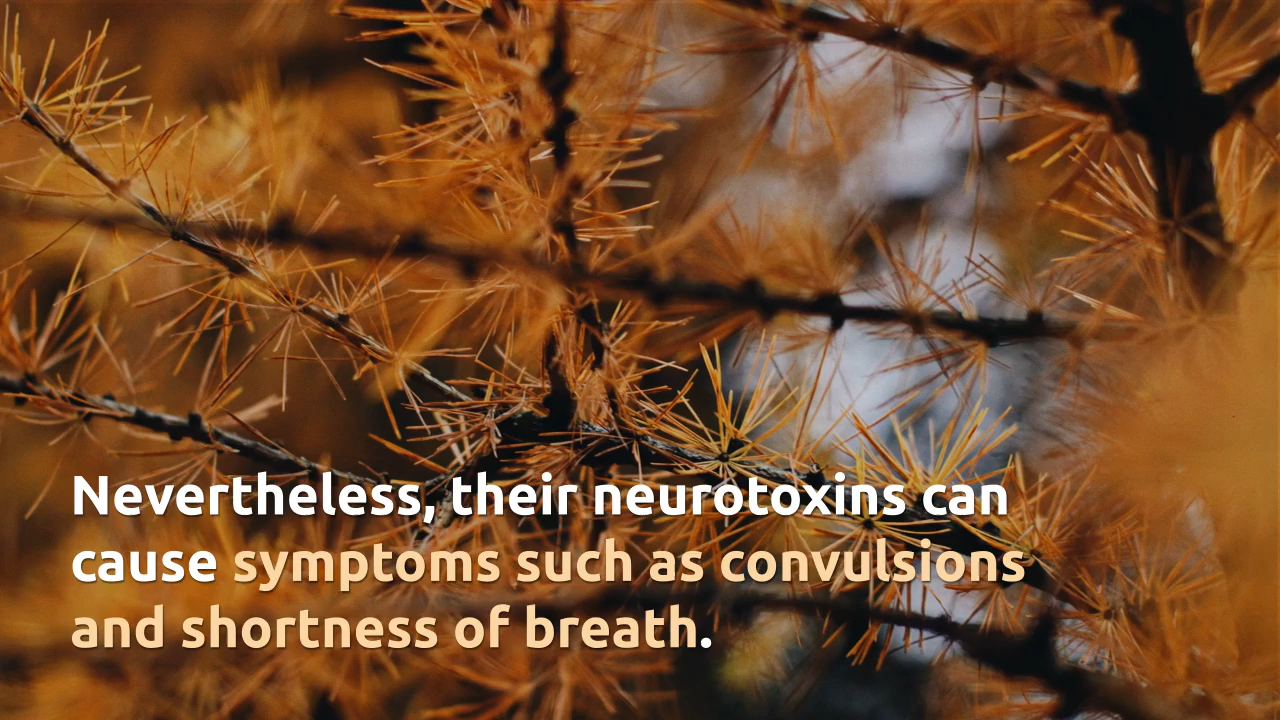 Nevertheless, their neurotoxins can
cause symptoms such as convulsions
and shortness of breath.